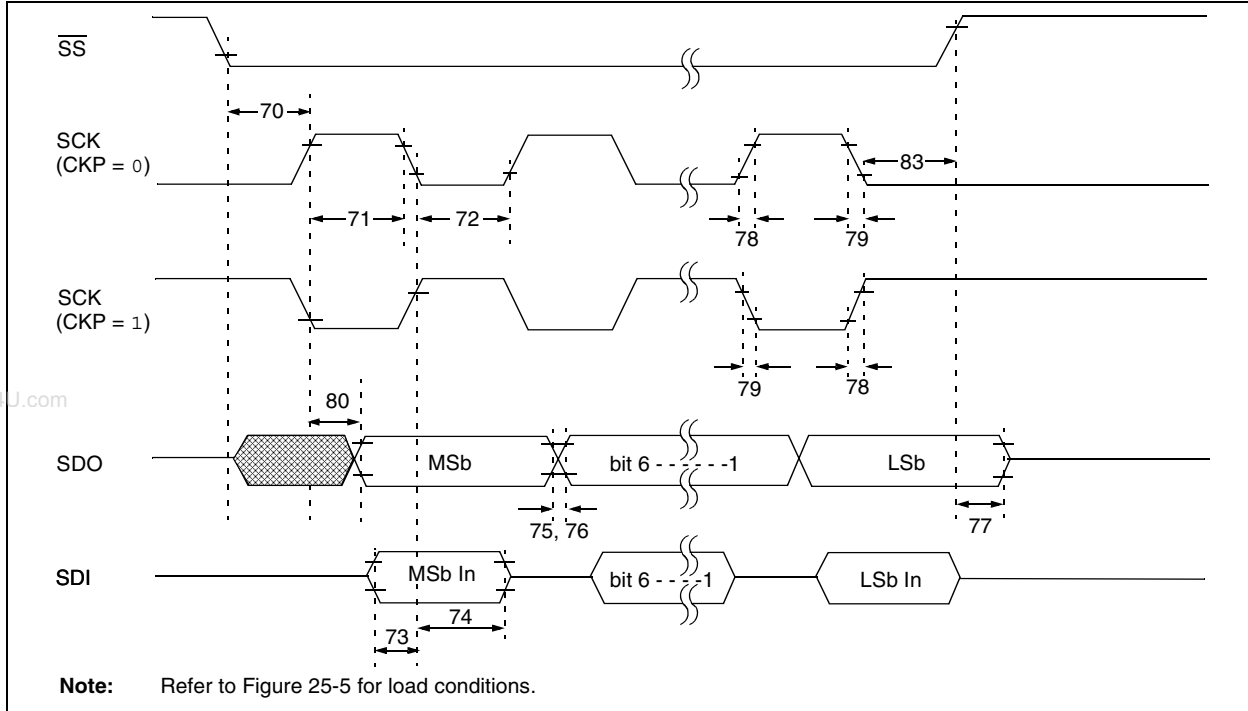 SS
70
SCK
(CKP = 0)
83
71
72
78
79
SCK
(CKP = 1)
79
78
4U.com
80
SDO
MSb
bit 6 - - - - - -1
LSb
75, 76
77
SDI
MSb In
bit 6 - - - -1
LSb In
74
73
Note: Refer to Figure 25-5 for load conditions.